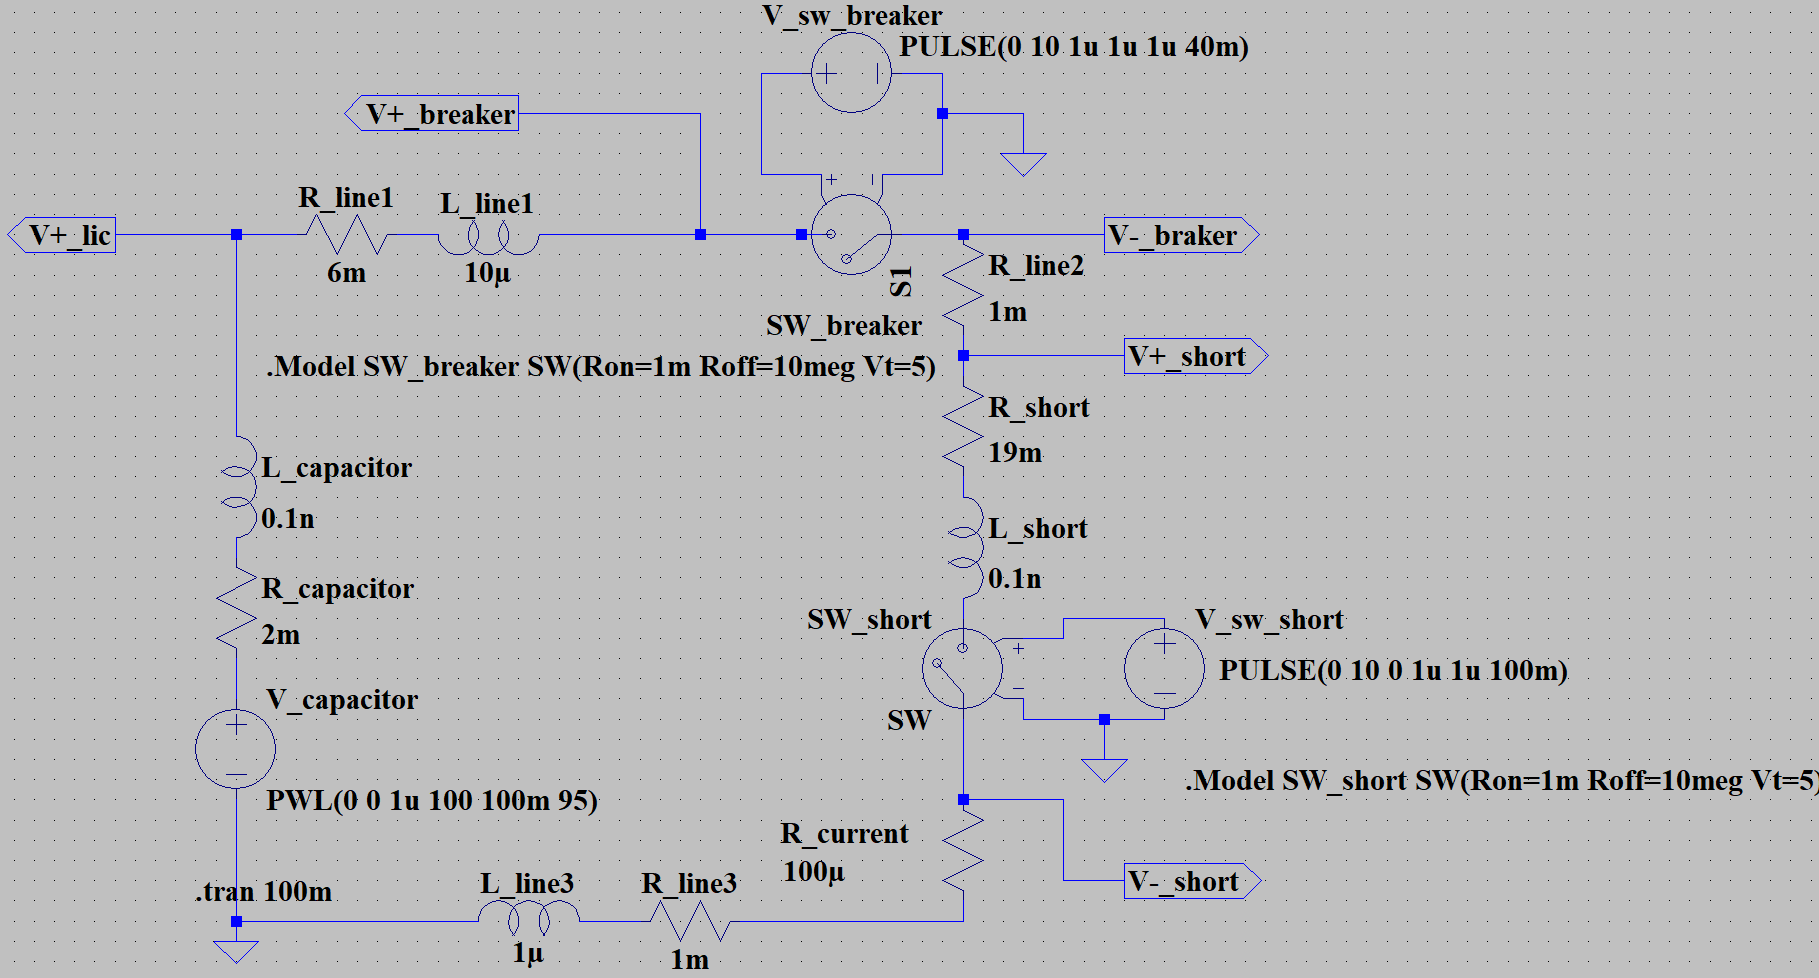 V_sw_breaker
PULSE(0 10 1u 1u 1u 40m)
V+_breaker
R_line1
L_line1
V+_lic
6m
10µ
V-_braker
S1
R_line2
1m
SW_breaker
V+_short
.Model SW_breaker SW(Ron=1m Roff=10meg Vt=5)
R_short
19m
L_capacitor
0.1n
L_short
0.1n
R_capacitor
2m
SW_short
V_sw_short
PULSE(0 10 0 1u 1u 100m)
V_capacitor
SW
PWL(0 0 1u 100 100m 95)
.Model SW_short SW(Ron=1m Roff=10meg Vt=5)
R_current
100µ
.tran 100m
L_line3
R_line3
V-_short
1µ
1m